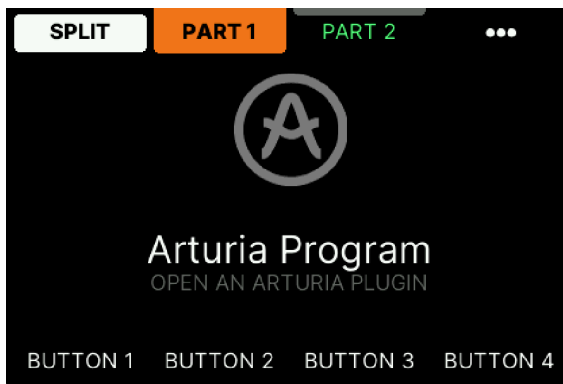 SPLIT PART 1 PART 2 •••
Arturia Program
OPEN AN ARTURIA PLUGIN
BUTTON 1 BUTTON 2 BUTTON 3 BUTTON 4